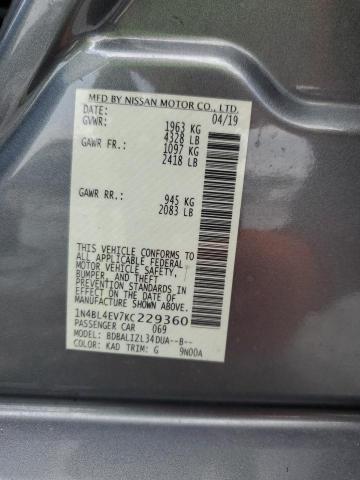 MFD BY NISSAN MOTOR CO., LTD.
DATE: 04/19
GVWR: 1963 KG
4328 LB
GAWR FR.: 1097 KG
2418 LB
GAWR RR.: 945 KG
2083 LB
THIS VEHICLE CONFORMS TO
ALL APPLICABLE FEDERAL
MOTOR VEHICLE SAFETY,
BUMPER, AND THEFT
PREVENTION STANDARDS
IN EFFECT ON THE DATE OF
MANUFACTURE SHOWN ABOVE.
1N4BL4EV7KC229360
PASSENGER CAR 069
MODEL: BDBALIZL34DUA--B--
COLOR: KAD TRIM: G 9N00A